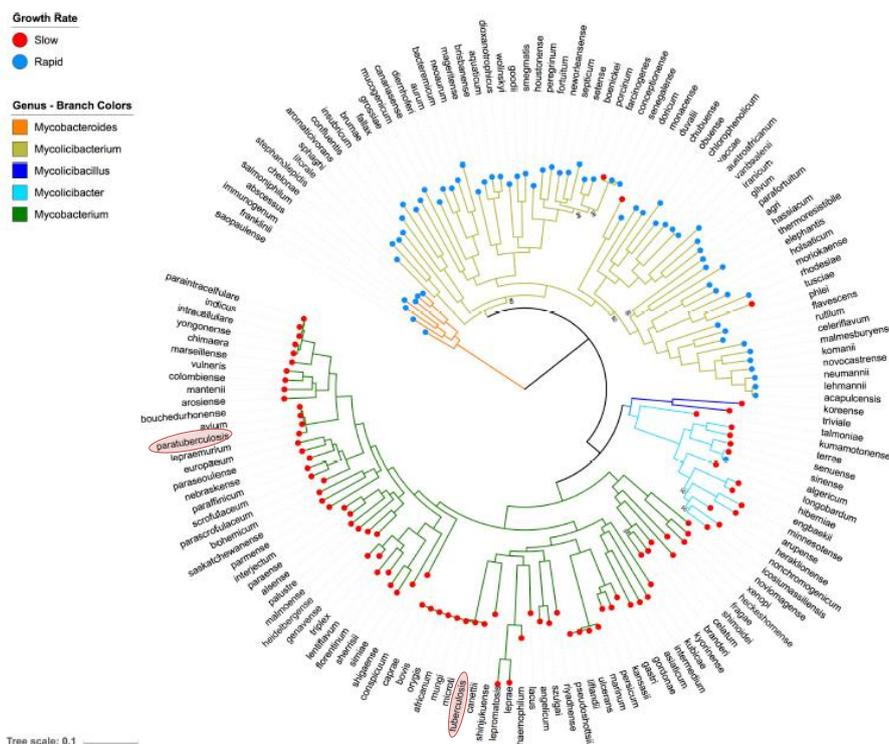 Growth Rate
Slow
Rapid
Genus - Branch Colors
Mycobacteroides
Mycolicibacterium
Mycolicibacillus
Mycolicibacter
Mycobacterium
saopaulense
franklinii
immunogenum
abscessus
salmoniphilum
chelonae
stephanolepidis
litorale
sphagni
aromaticivorans
confluentis
insubricum
brumae
fallax
grossiae
mucogenicum
canariasense
diernhoferi
aurum
bactericum
neoaurum
mageritense
brisbanense
aquaticum
dioxanotrophicus
wolinskyi
goodii
smegmatis
houstonense
peregrinum
fortuitum
neworleansense
septicum
setense
boenickei
porcinum
farcinogenes
conceptionense
senegalense
doricum
monacense
duvalii
chubuense
obuense
chlorophenolicum
vaccae
austroafricanum
vanbaalenii
iranicum
gilvum
parafortuitum
agri
hassiacum
thermoresistibile
elephantis
holsaticum
moriokaense
rhodesiae
tusciae
phlei
flavescens
rutilum
celeriflavum
malmesburyense
komanii
novocastrense
neumannii
lehmannii
acapulcensis
koreense
triviale
talmoniae
kumamotonense
terrae
senuense
sinense
algericum
longobardum
hiberniae
engbaekii
minnesotense
arupense
heraklionense
nonchromogenicum
icosiumassiliensis
noviomagense
xenopi
heckeshornense
fragae
shimoidei
celatum
branderi
kyorinense
kubicae
intermedium
asiaticum
gordonae
gastri
kansasii
persicum
marinum
ulcerans
liflandii
pseudoshottsii
riyadhense
szulgai
angelicum
lacus
haemophilum
leprae
lepromatosis
shinjukuense
canettii
tuberculosis
microti
mungi
africanum
orygis
bovis
caprae
conspicuum
shigaense
simiae
sherrisii
florentinum
lentiflavum
triplex
genavense
heidelbergense
malmoense
palustre
alsense
paraense
interjectum
parmense
saskatchewanense
bohemicum
parascrofulaceum
scrofulaceum
paraffinicum
nebraskense
paraseoulense
europaeum
lepraemurium
paratuberculosis
avium
bouchedurhonense
arosiense
mantenii
colombiense
vulneris
marseillense
chimaera
yongonense
intracellulare
indicus
paraintracellulare
Tree scale: 0.1